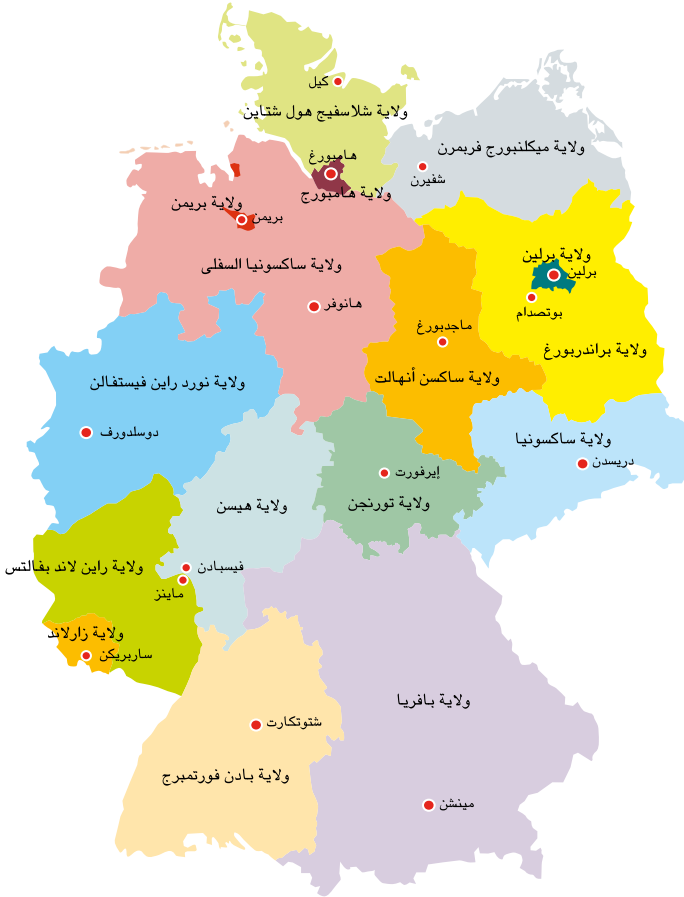 كيل
ولاية شلاسفيج هول شتاين
هامبورغ
ولاية ميكلنبورج فربمرن
شفيرن
ولاية هامبورج
ولاية بريمن
بريمن
ولاية برلين
برلين
ولاية ساكسونيا السفلى
هانوفر
بوتصدام
ماجدبورغ
ولاية براندربورغ
ولاية ساكسن أنهالت
ولاية نورد راين فيستفالن
دوسلدورف
ولاية ساكسونيا
دريسدن
إيرفورت
ولاية تورنجن
ولاية هيسن
ولاية راين لاند بفالتس
فيسبادن
ماينز
ولاية زارلاند
ساربريكن
ولاية بافريا
شتوتكارت
ولاية بادن فورتمبرج
مينشن